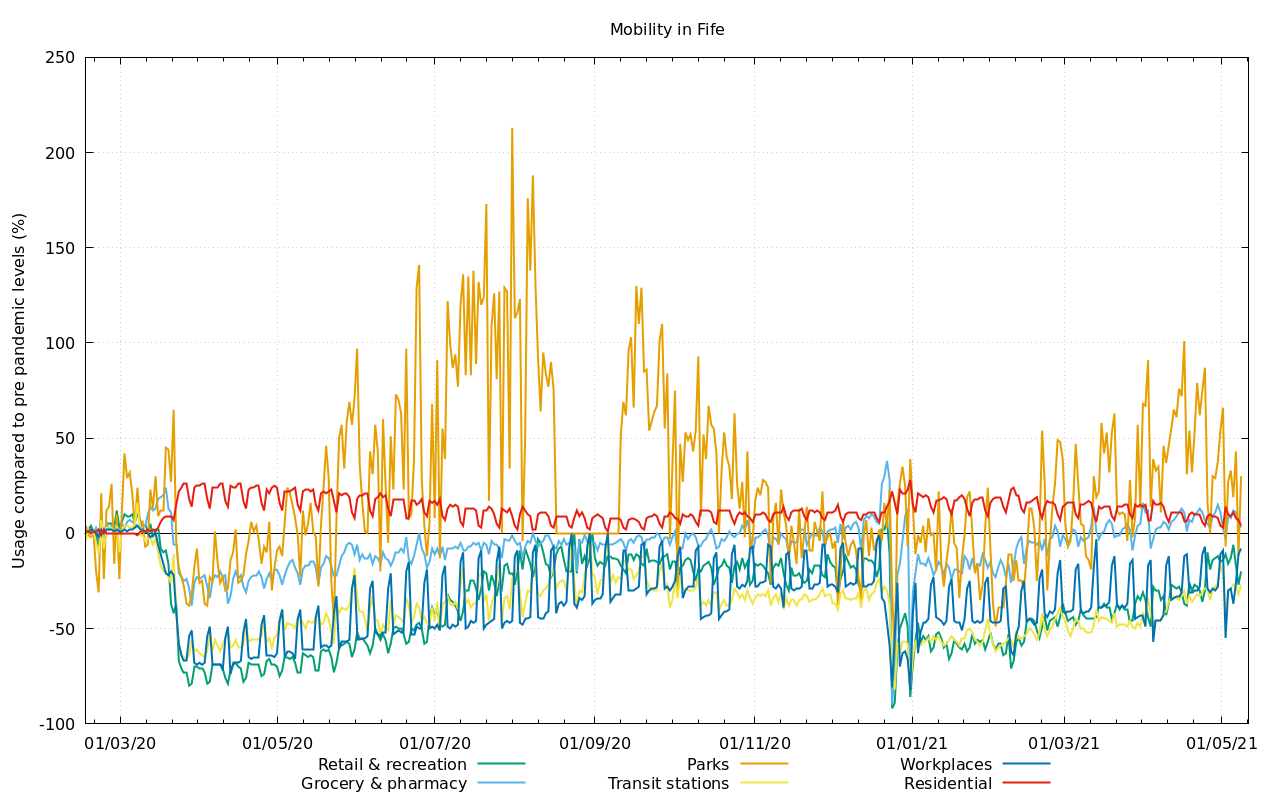 Mobility in Fife
Usage compared to pre pandemic levels (%)
250
200
150
100
50
0
-50
-100
01/03/20 01/05/20 01/07/20 01/09/20 01/11/20 01/01/21 01/03/21 01/05/21
Retail & recreation Parks Workplaces
Grocery & pharmacy Transit stations Residential